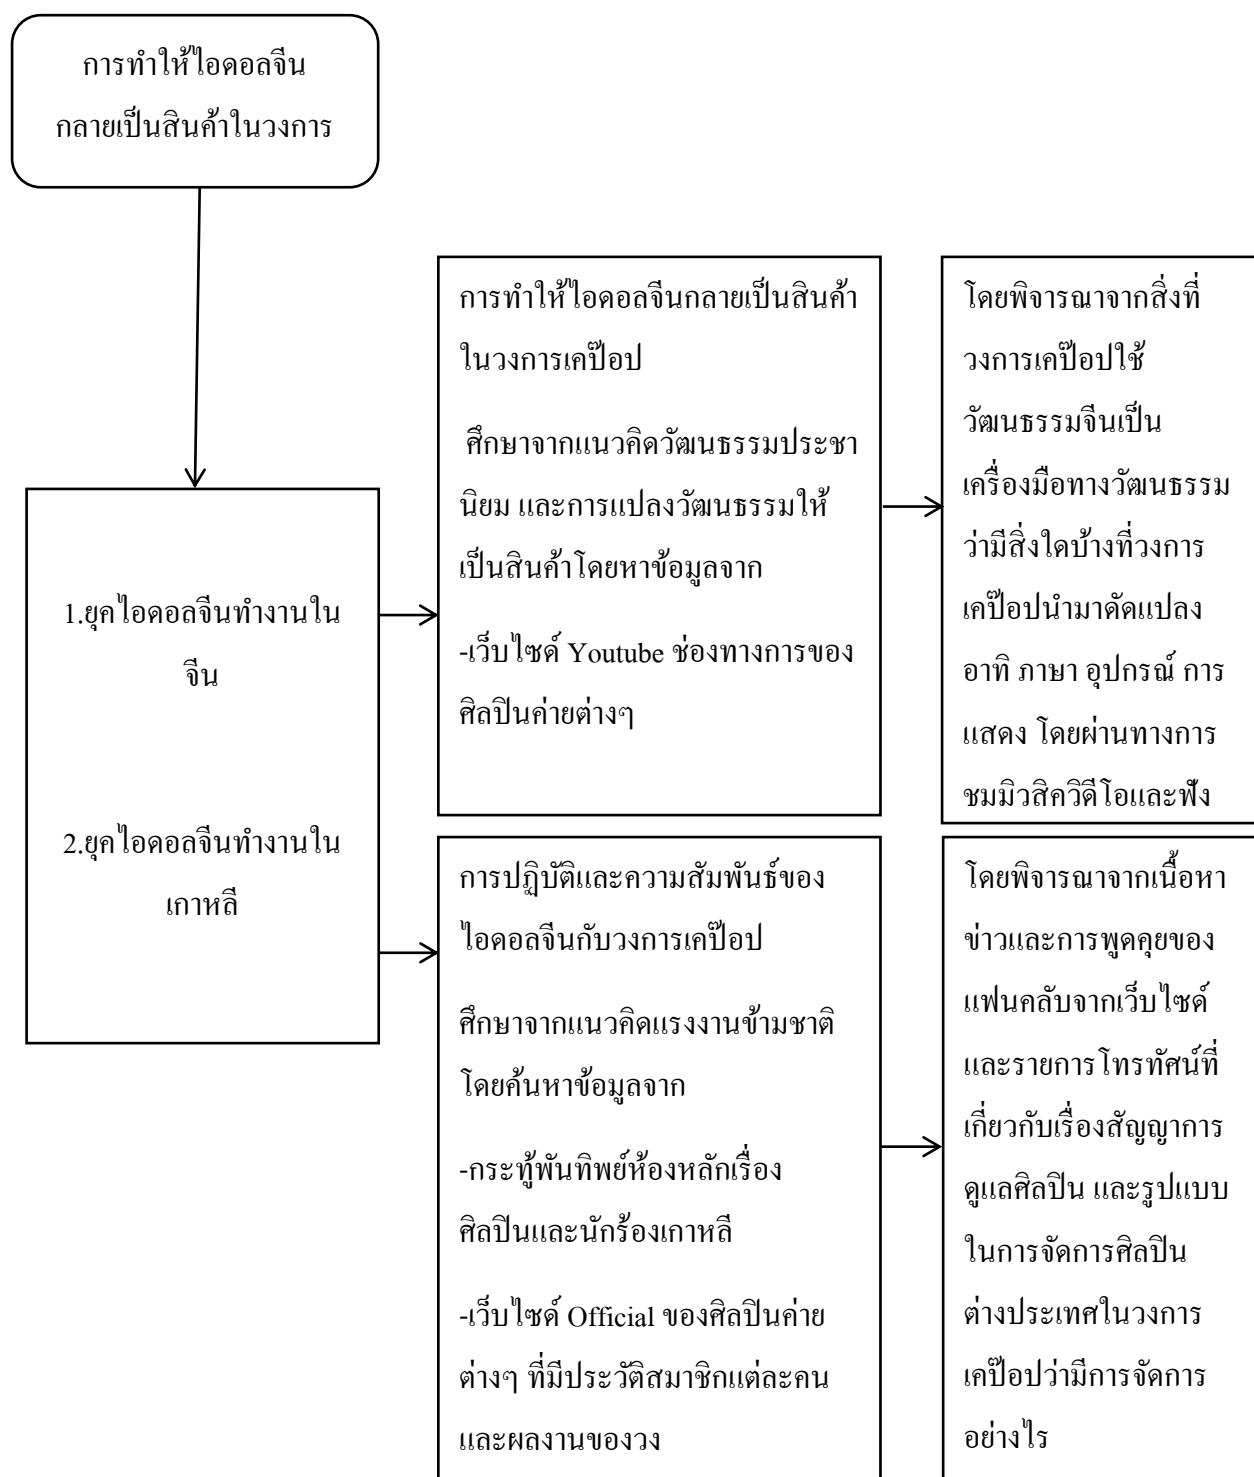 การทำให้ไอดอลจีน
กลายเป็นสินค้าในวงการ
1.ยุคไอดอลจีนทำงานใน
จีน
2.ยุคไอดอลจีนทำงานใน
เกาหลี
การทำให้ไอดอลจีนกลายเป็นสินค้า
ในวงการเคป๊อป
ศึกษาจากแนวคิดวัฒนธรรมประชา
นิยม และการแปลงวัฒนธรรมให้
เป็นสินค้าโดยหาข้อมูลจาก
-เว็บไซด์ Youtube ช่องทางการของ
ศิลปินค่ายต่างๆ
โดยพิจารณาจากสิ่งที่
วงการเคป๊อปใช้
วัฒนธรรมจีนเป็น
เครื่องมือทางวัฒนธรรม
ว่ามีสิ่งใดบ้างที่วงการ
เคป๊อปนำมาดัดแปลง
อาทิ ภาษา อุปกรณ์ การ
แสดง โดยผ่านทางการ
ชมมิวสิควิดีโอและฟัง
การปฏิบัติและความสัมพันธ์ของ
ไอดอลจีนกับวงการเคป๊อป
ศึกษาจากแนวคิดแรงงานข้ามชาติ
โดยค้นหาข้อมูลจาก
-กระทู้พันทิพย์ห้องหลักเรื่อง
ศิลปินและนักร้องเกาหลี
-เว็บไซด์ Official ของศิลปินค่าย
ต่างๆ ที่มีประวัติสมาชิกแต่ละคน
และผลงานของวง
โดยพิจารณาจากเนื้อหา
ข่าวและการพูดคุยของ
แฟนคลับจากเว็บไซด์
และรายการโทรทัศน์ที่
เกี่ยวกับเรื่องสัญญาการ
ดูแลศิลปิน และรูปแบบ
ในการจัดการศิลปิน
ต่างประเทศในวงการ
เคป๊อปว่ามีการจัดการ
อย่างไร